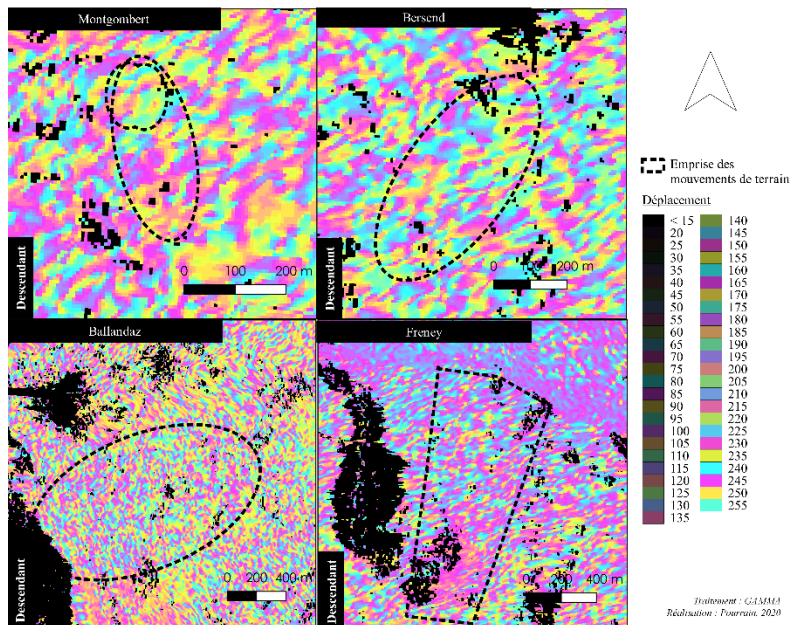 Montgombert
Bersend
Descendant
0 100 200 m
Descendant
0 100 200 m
Ballandaz
Freney
Descendant
0 200 400 m
Descendant
0 200 400 m
Emprise des
mouvements de terrain
Déplacement
< 15
20
25
30
35
40
45
50
55
60
65
70
75
80
85
90
95
100
105
110
115
120
125
130
135
140
145
150
155
160
165
170
175
180
185
190
195
200
205
210
215
220
225
230
235
240
245
250
255
Traitement : GAMMA
Réalisation : Pourrain, 2020